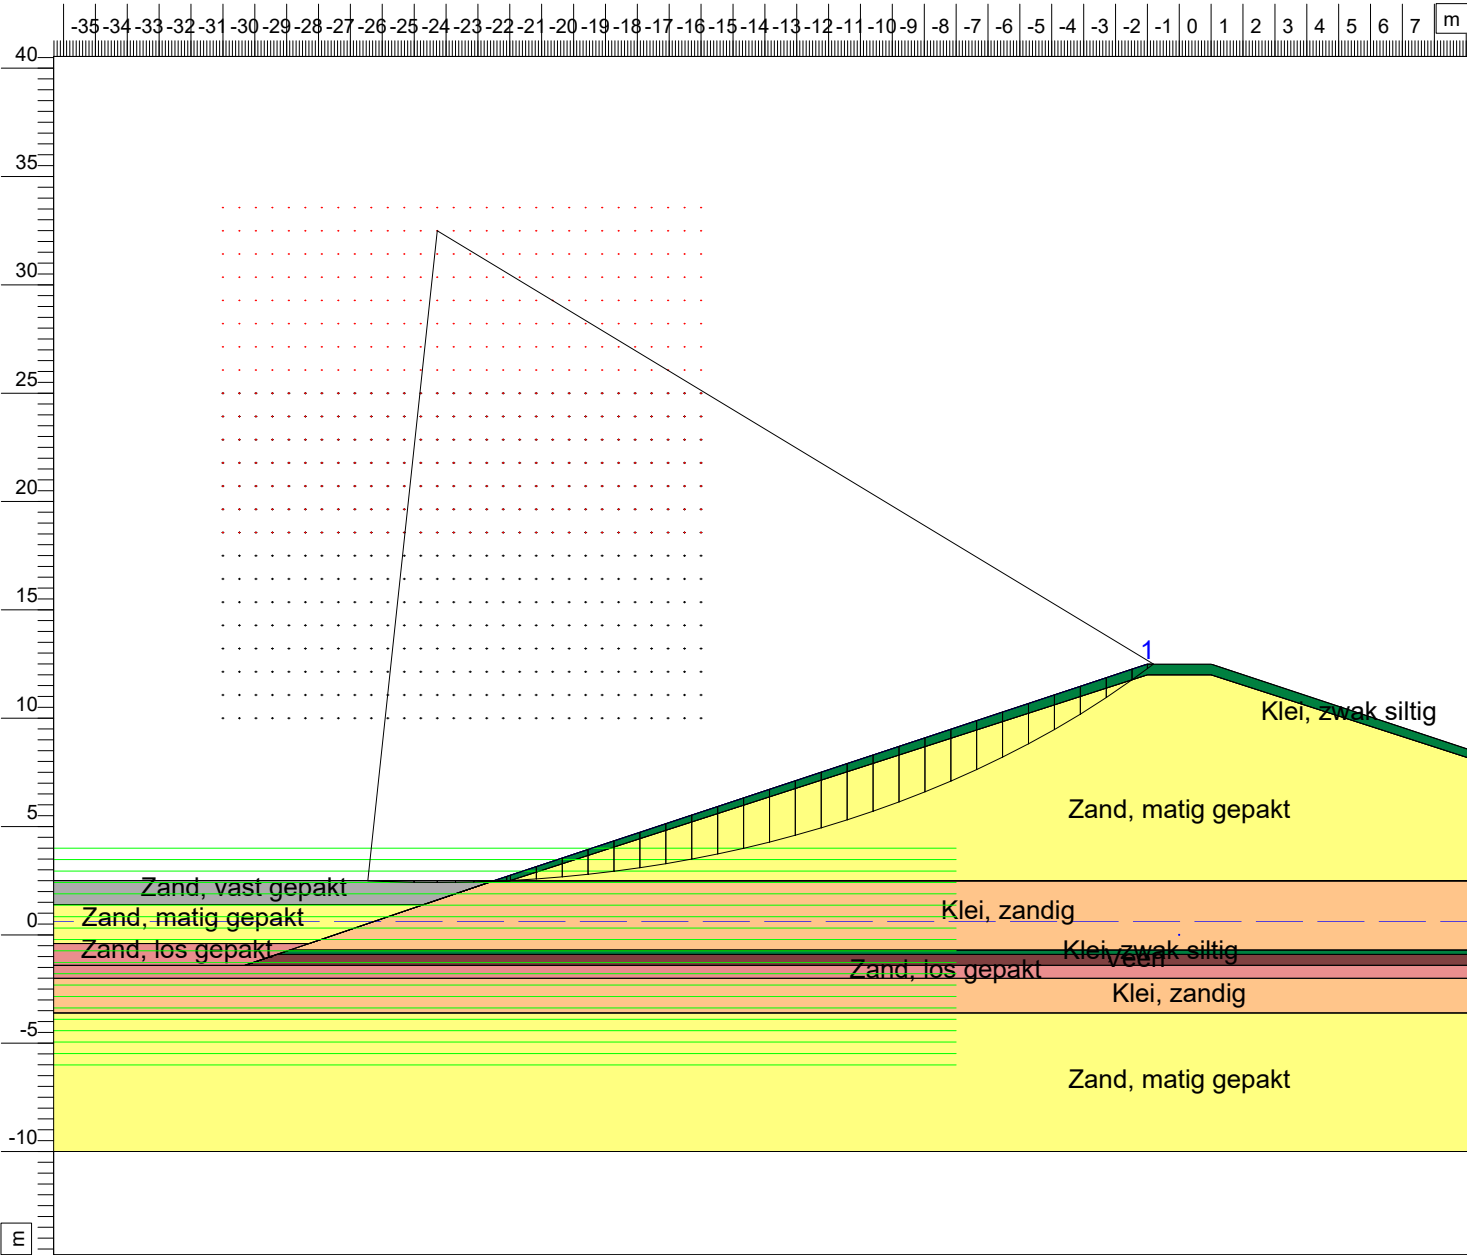 -35 -34 -33 -32 -31 -30 -29 -28 -27 -26 -25 -24 -23 -22 -21 -20 -19 -18 -17 -16 -15 -14 -13 -12 -11 -10 -9 -8 -7 -6 -5 -4 -3 -2 -1 0 1 2 3 4 5 6 7 m
40
35
30
25
20
15
1
10
Klei, zwak siltig
5
Zand, matig gepakt
Zand, vast gepakt
Klei, zandig
0
Zand, matig gepakt
Zand, los gepakt
Klei, zwak siltig
Veen
Zand, los gepakt
Klei, zandig
-5
Zand, matig gepakt
-10
m